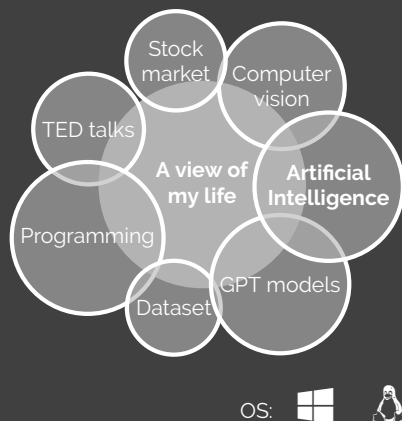 Stock
market
Computer
vision
TED talks
A view of
my life
Artificial
Intelligence
Programming
GPT models
Dataset
OS: